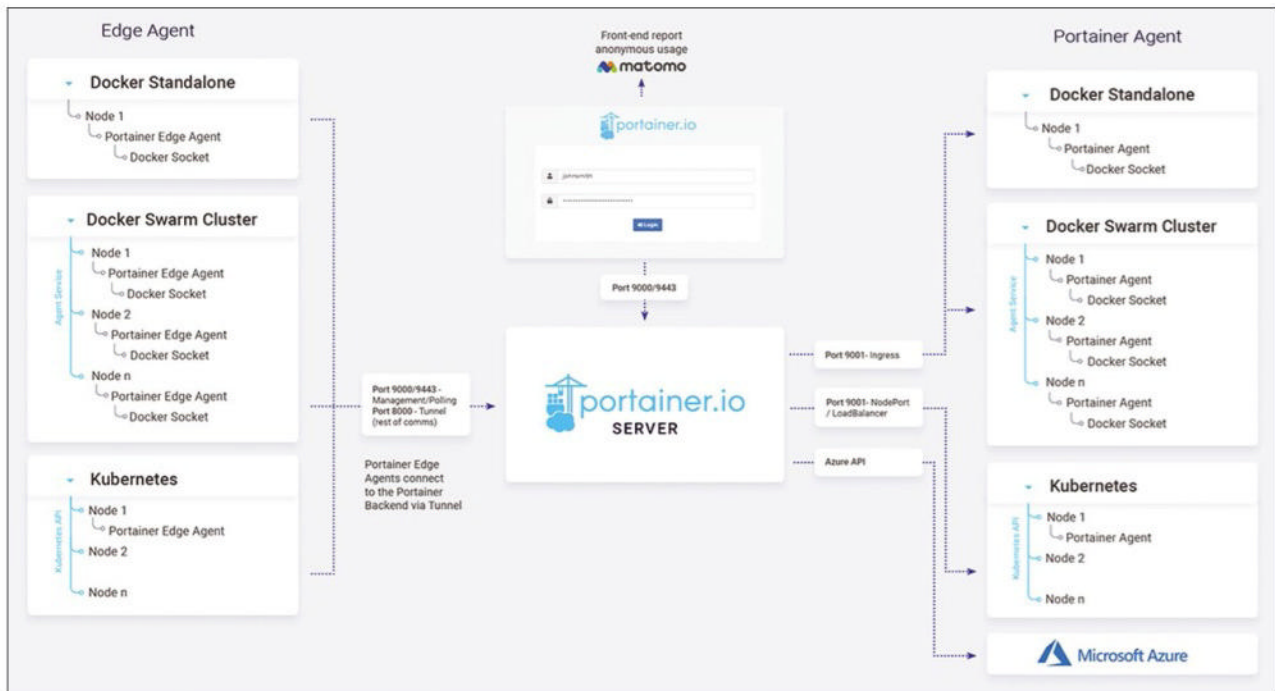 Edge Agent
Docker Standalone
Node 1
Portainer Edge Agent
Docker Socket
Docker Swarm Cluster
Agent Service
Node 1
Portainer Edge Agent
Docker Socket
Node 2
Portainer Edge Agent
Docker Socket
Node n
Portainer Edge Agent
Docker Socket
Kubernetes
Kubernetes API
Node 1
Portainer Edge Agent
Node 2
Node n
Port 9000/9443 -
Management/Polling
Port 8000 - Tunnel
(rest of comms)
Portainer Edge
Agents connect
to the Portainer
Backend via Tunnel
Front-end report
anonymous usage
matomo
portainer.io
johnsmith
Login
Port 9000/9443
portainer.io
SERVER
Port 9001- Ingress
Port 9001- NodePort
/ LoadBalancer
Azure API
Portainer Agent
Docker Standalone
Node 1
Portainer Agent
Docker Socket
Docker Swarm Cluster
Agent Service
Node 1
Portainer Agent
Docker Socket
Node 2
Portainer Agent
Docker Socket
Node n
Portainer Agent
Docker Socket
Kubernetes
Kubernetes API
Node 1
Portainer Agent
Node 2
Node n
Microsoft Azure